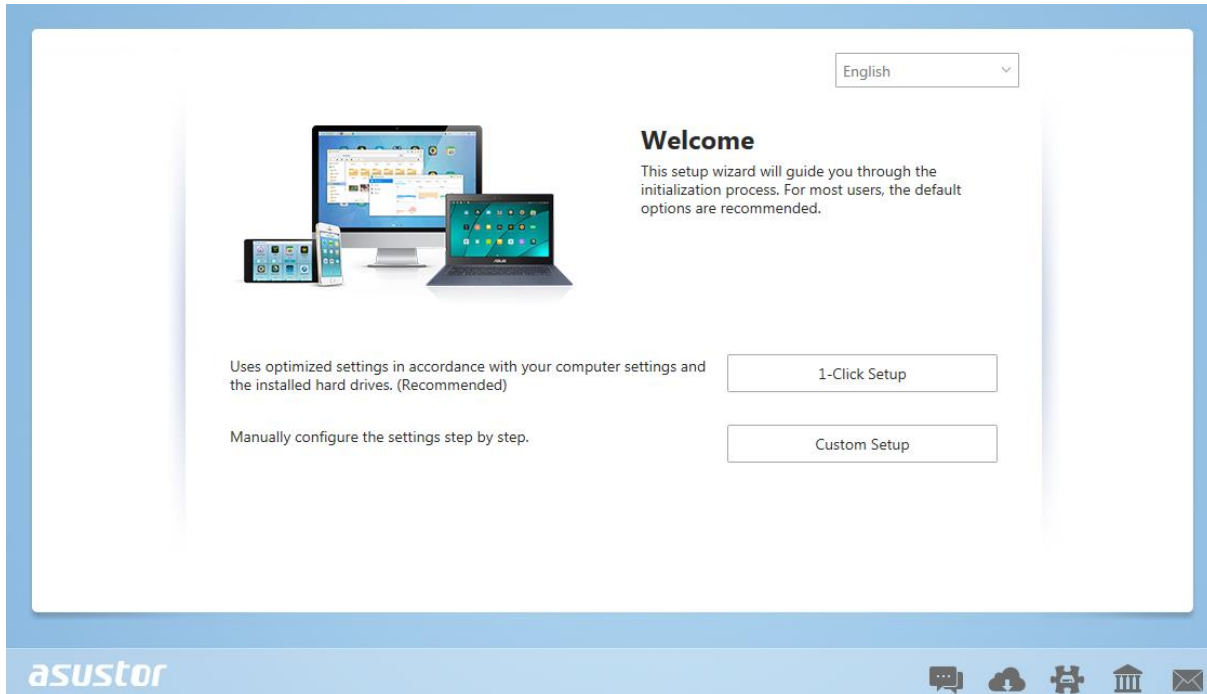 English
Welcome
This setup wizard will guide you through the
initialization process. For most users, the default
options are recommended.
Uses optimized settings in accordance with your computer settings and
the installed hard drives. (Recommended)
1-Click Setup
Manually configure the settings step by step.
Custom Setup
asustor